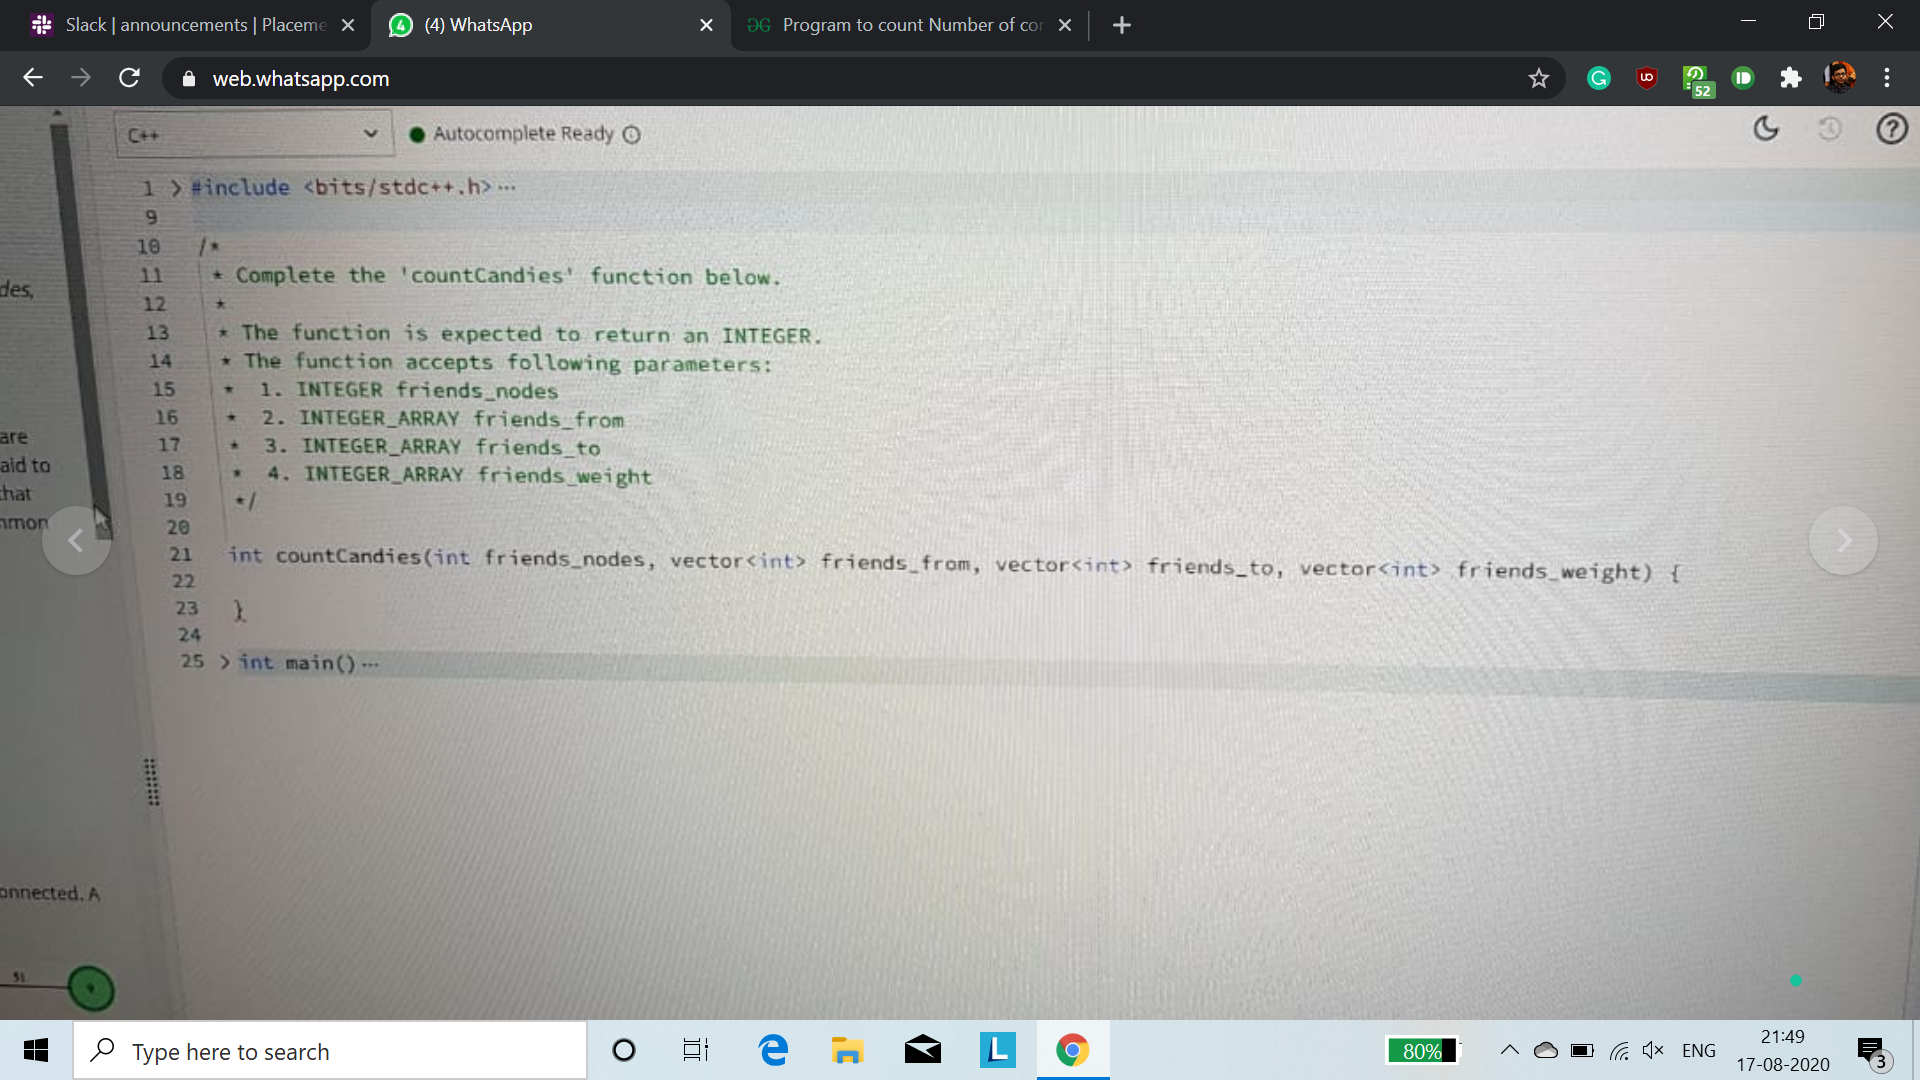 Slack | announcements | Placeme
(4) WhatsApp
Program to count Number of con
web.whatsapp.com
52
C++
Autocomplete Ready
1 #include <bits/stdc++.h> ...
9
10 /*
11 * Complete the 'countCandies' function below.
12 *
13 * The function is expected to return an INTEGER.
14 * The function accepts following parameters:
15 * 1. INTEGER friends_nodes
16 * 2. INTEGER_ARRAY friends_from
17 * 3. INTEGER_ARRAY friends_to
18 * 4. INTEGER_ARRAY friends_weight
19 */
20
21 int countCandies(int friends_nodes, vector<int> friends_from, vector<int> friends_to, vector<int> friends_weight) {
22
23 }
24
25 int main() ...
des,
are
aid to
that
mmon
onnected. A
Type here to search
80%
ENG
21:49
17-08-2020
3